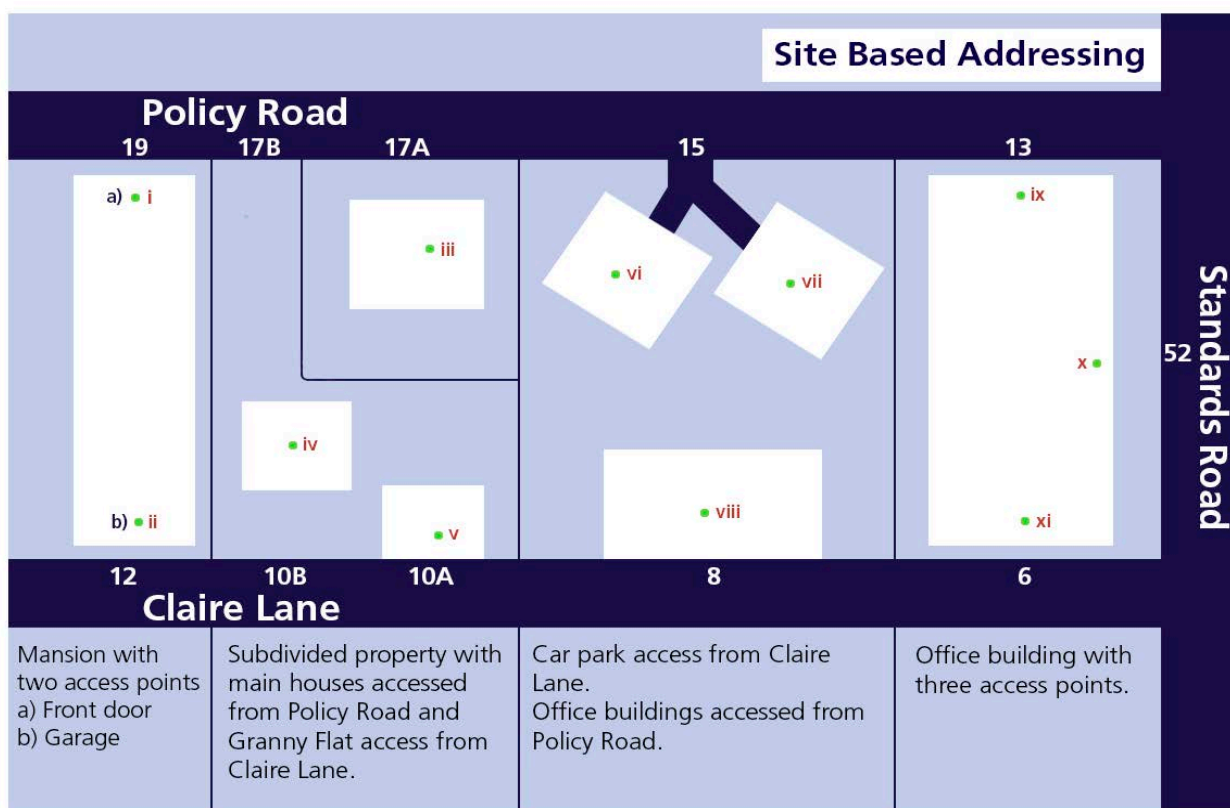 Site Based Addressing
Policy Road
19 17B 17A 15 13
a) i
iii
vi
vii
ix
x
52
Standards Road
iv
b) ii
v
viii
xi
12 10B 10A 8 6
Claire Lane
Mansion with
two access points
a) Front door
b) Garage
Subdivided property with
main houses accessed
from Policy Road and
Granny Flat access from
Claire Lane.
Car park access from Claire
Lane.
Office buildings accessed from
Policy Road.
Office building with
three access points.